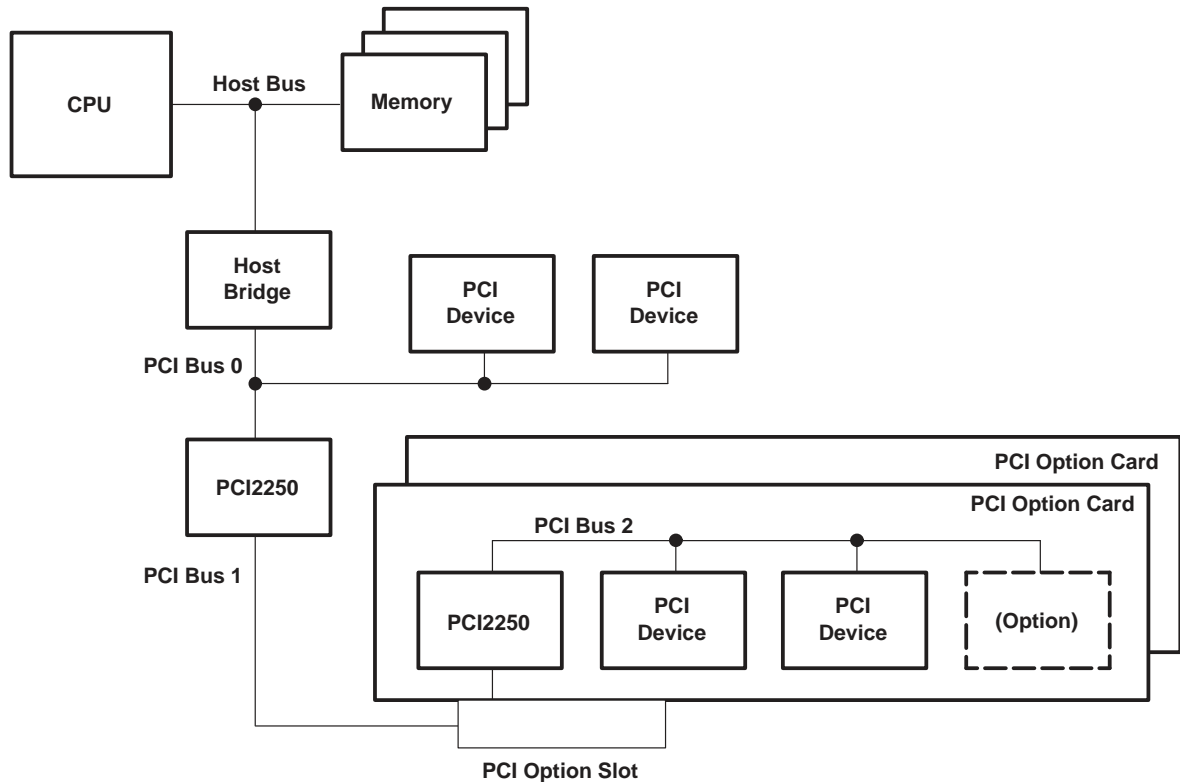 Host Bus
CPU
Memory
Host
Bridge
PCI
Device
PCI
Device
PCI Bus 0
PCI2250
PCI Option Card
PCI Option Card
PCI Bus 2
PCI Bus 1
PCI2250
PCI
Device
PCI
Device
(Option)
PCI Option Slot